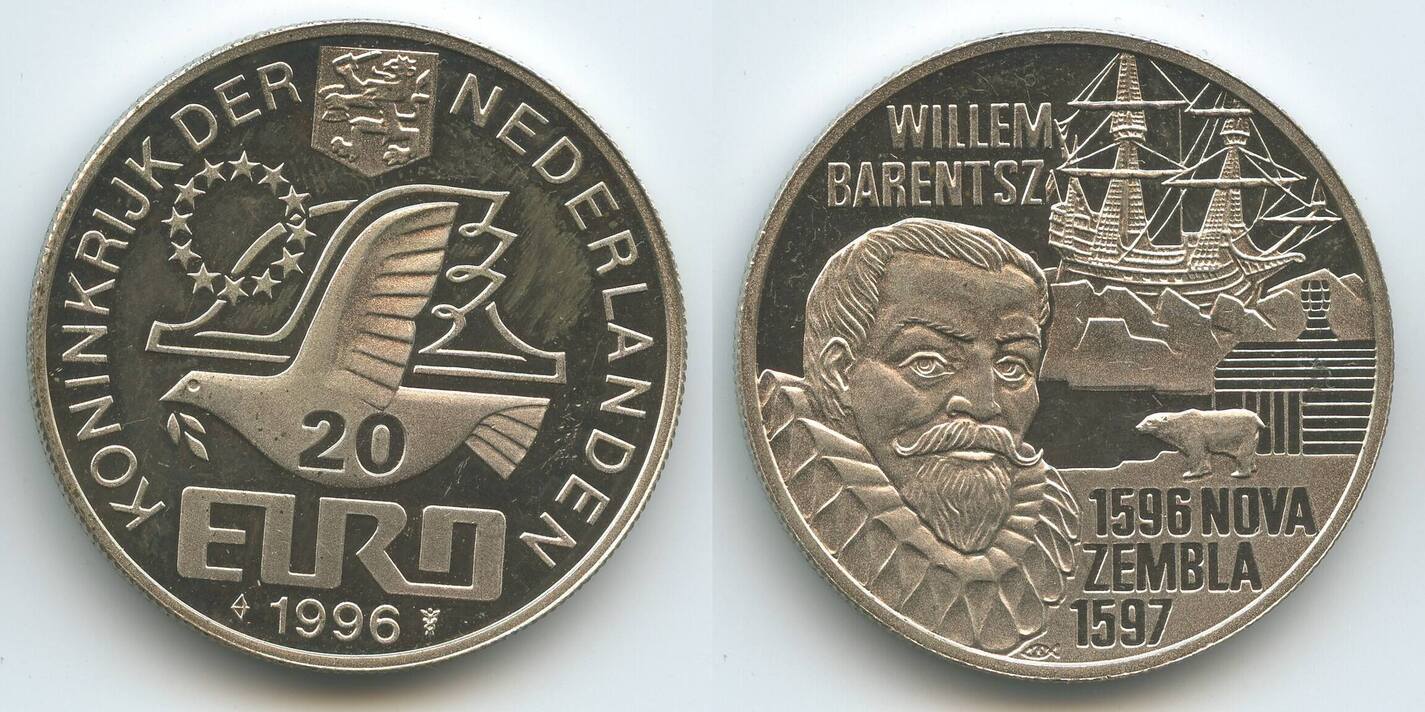 KONINKRIJK DER NEDERLANDEN
20
EURO
1996
WILLEM
BARENTSZ
1596 NOVA
ZEMBLA
1597